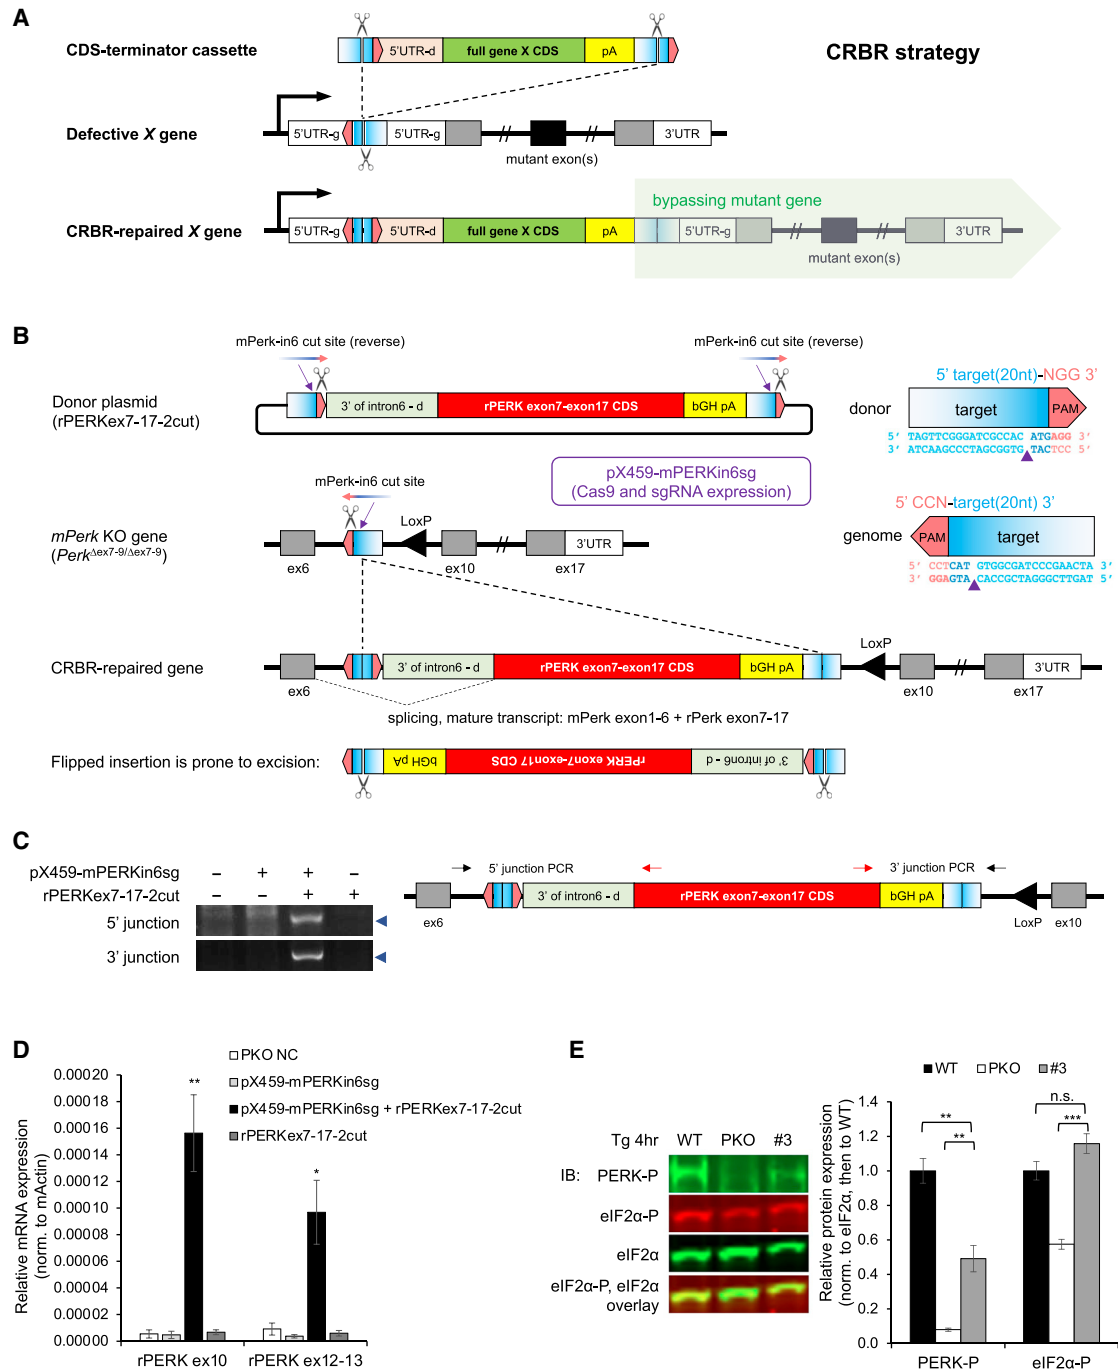 A
CDS-terminator cassette
5'UTR-d
full gene X CDS
pA
CRBR strategy
Defective X gene
5'UTR-g
5'UTR-g
3'UTR
mutant exon(s)
bypassing mutant gene
CRBR-repaired X gene
5'UTR-g
5'UTR-d
full gene X CDS
pA
5'UTR-g
3'UTR
mutant exon(s)
B
mPerk-in6 cut site (reverse)
mPerk-in6 cut site (reverse)
Donor plasmid
(rPERKex7-17-2cut)
3' of intron6 - d
rPERK exon7-exon17 CDS
bGH pA
5' target(20nt)-NGG 3'
donor
target
PAM
5' TAGTTCGGGATCGCCAC ATGAGG 3'
3' ATCAAGCCCTAGCGGTG TACTCC 5'
pX459-mPERKin6sg
(Cas9 and sgRNA expression)
mPerk-in6 cut site
mPerk KO gene
(PerkΔex7-9/Δex7-9)
LoxP
3'UTR
ex6
ex10
ex17
5' CCN-target(20nt) 3'
genome
PAM
target
5' CCTCAT GTGGCGATCCCGAACTA 3'
3' GGAGTA CACCGCTAGGGCTTGAT 5'
CRBR-repaired gene
3' of intron6 - d
rPERK exon7-exon17 CDS
bGH pA
LoxP
3'UTR
ex6
ex10
ex17
splicing, mature transcript: mPerk exon1-6 + rPerk exon7-17
Flipped insertion is prone to excision:
bGH pA
rPERK exon7-exon17 CDS
3' of intron6 - d
C
pX459-mPERKin6sg – + + –
rPERKex7-17-2cut – – + +
5' junction
3' junction
5' junction PCR
3' junction PCR
3' of intron6 - d
rPERK exon7-exon17 CDS
bGH pA
ex6
LoxP
ex10
D
PKO NC
pX459-mPERKin6sg
pX459-mPERKin6sg + rPERKex7-17-2cut
rPERKex7-17-2cut
Relative mRNA expression
(norm. to mActin)
0.00020
0.00018
0.00016
0.00014
0.00012
0.00010
0.00008
0.00006
0.00004
0.00002
0.00000
**
*
rPERK ex10
rPERK ex12-13
E
Tg 4hr WT PKO #3
IB: PERK-P
eIF2α-P
eIF2α
eIF2α-P, eIF2α
overlay
WT PKO #3
Relative protein expression
(norm. to eIF2α, then to WT)
1.4
1.2
1.0
0.8
0.6
0.4
0.2
0.0
**
**
n.s.
***
PERK-P
eIF2α-P